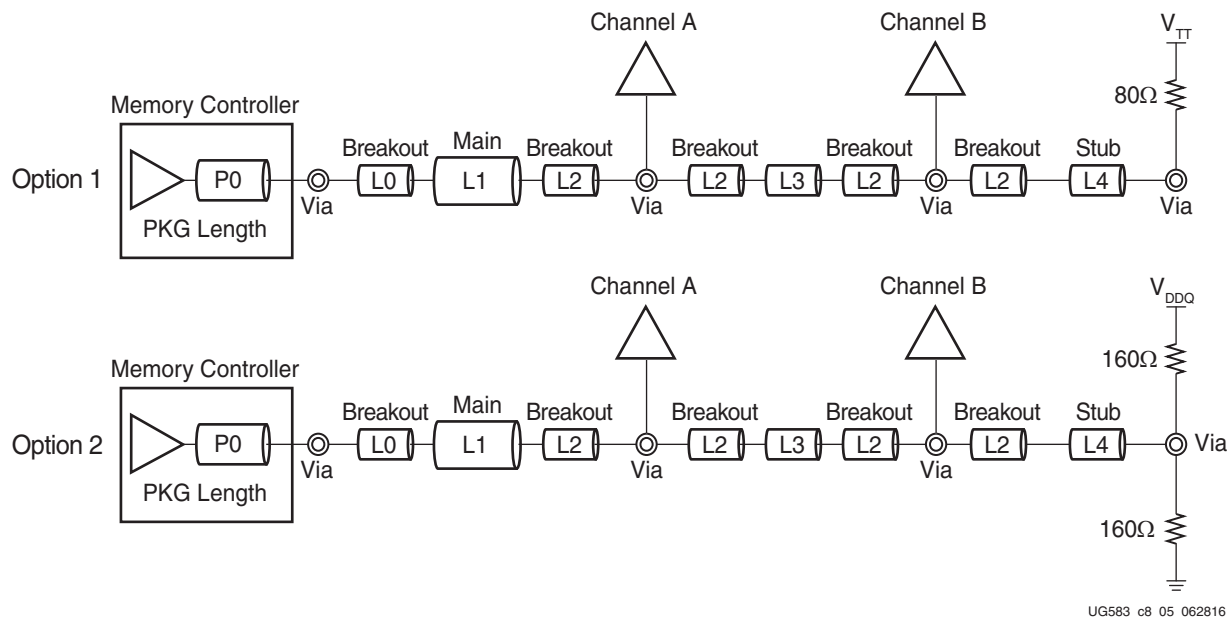 Channel A
Channel B
VTT
80Ω
Memory Controller
Breakout
Main
Breakout
Breakout
Breakout
Breakout
Stub
Option 1
P0
L0
L1
L2
L2
L3
L2
L2
L4
PKG Length
Via
Via
Via
Via
Channel A
Channel B
VDDQ
160Ω
Memory Controller
Breakout
Main
Breakout
Breakout
Breakout
Breakout
Stub
Option 2
P0
L0
L1
L2
L2
L3
L2
L2
L4
Via
PKG Length
Via
Via
Via
160Ω
UG583_c8_05_062816